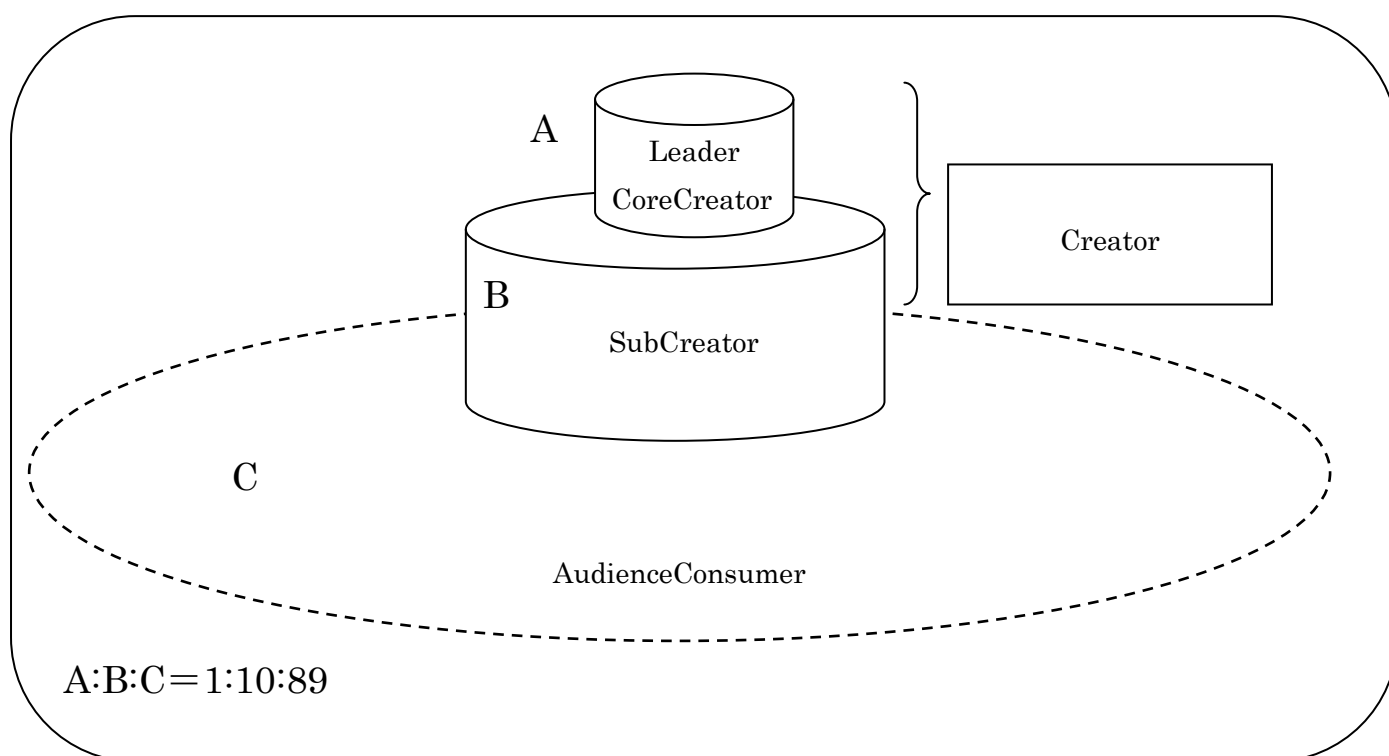 A
Leader
CoreCreator
Creator
B
SubCreator
C
AudienceConsumer
A:B:C＝1:10:89